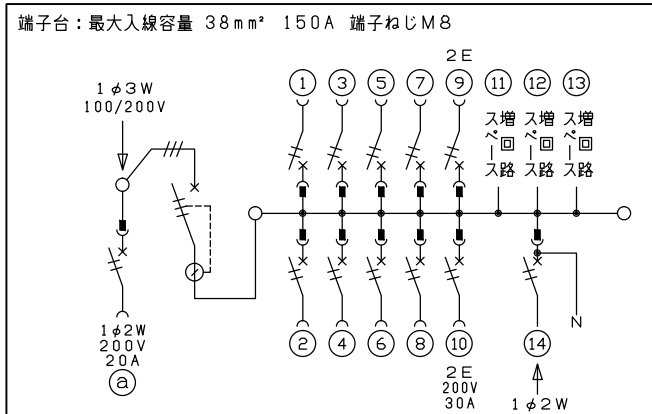 端子台：最大入線容量 38mm² 150A 端子ねじM8
2E
① ③ ⑤ ⑦ ⑨ ⑪ ⑫ ⑬
1φ3W
100/200V
増回路
スペース
増回路
スペース
増回路
スペース
N
② ④ ⑥ ⑧ ⑩ ⑭
1φ2W
200V
20A
ⓐ
2E
200V
30A
1φ2W